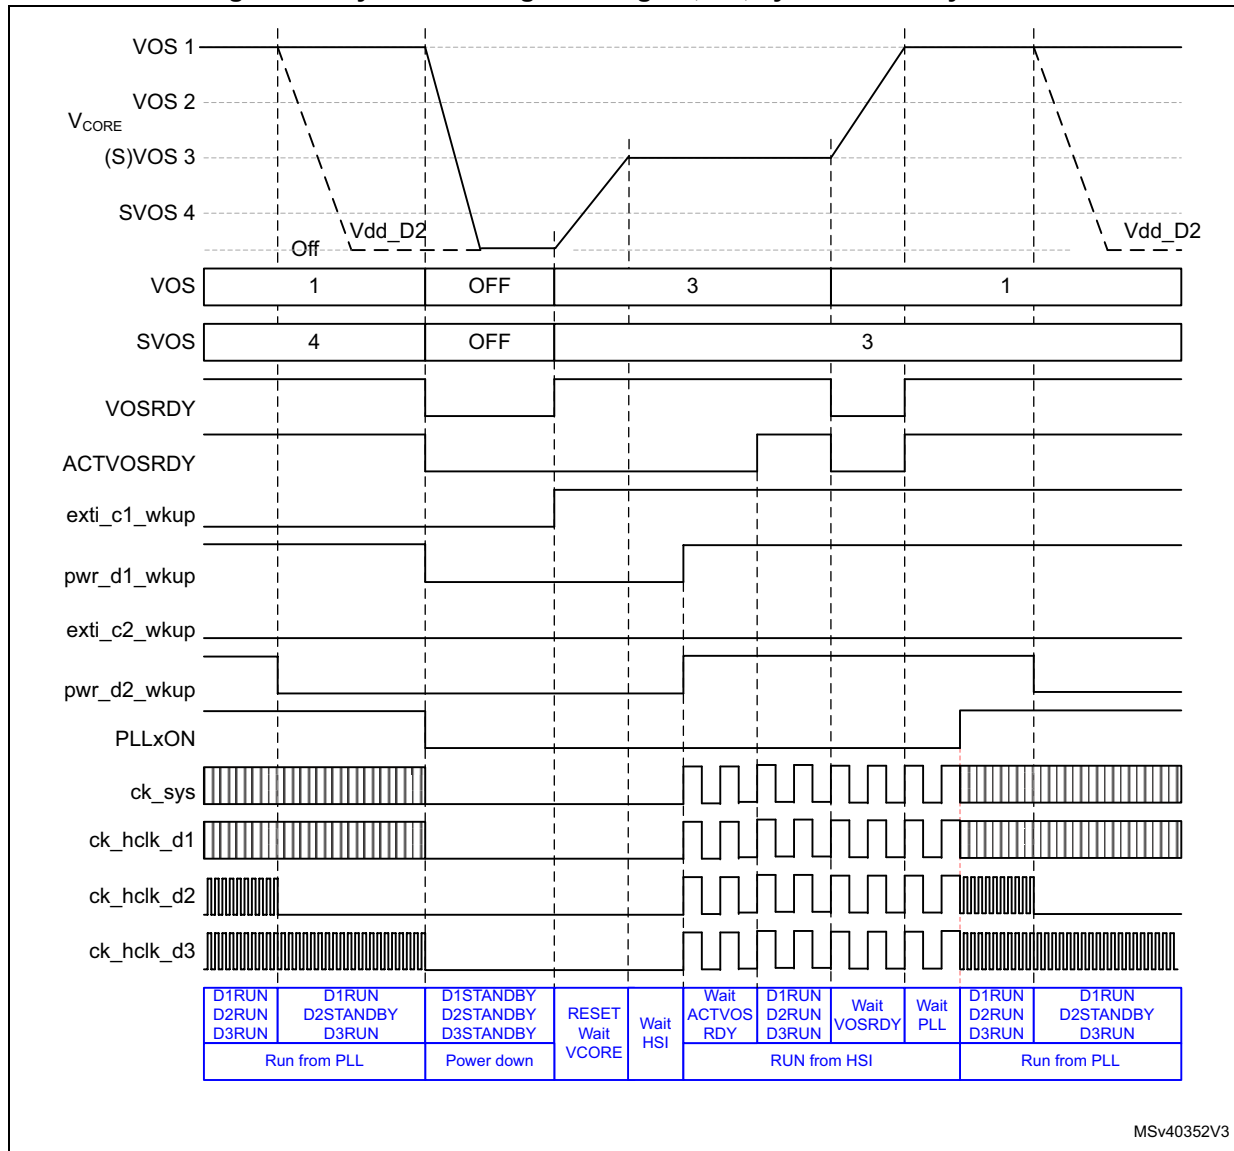 VOS 1
VOS 2
VCORE
(S)VOS 3
SVOS 4
Vdd_D2
Vdd_D2
Off
VOS 1 OFF 3 1
SVOS 4 OFF 3
VOSRDY
ACTVOSRDY
exti_c1_wkup
pwr_d1_wkup
exti_c2_wkup
pwr_d2_wkup
PLLxON
ck_sys
ck_hclk_d1
ck_hclk_d2
ck_hclk_d3
D1RUN
D2RUN
D3RUN
D1RUN
D2STANDBY
D3RUN
Run from PLL
D1STANDBY
D2STANDBY
D3STANDBY
Power down
RESET
Wait
VCORE
Wait
HSI
Wait
ACTVOS
RDY
D1RUN
D2RUN
D3RUN
Wait
VOSRDY
Wait
PLL
RUN from HSI
D1RUN
D2RUN
D3RUN
D1RUN
D2STANDBY
D3RUN
Run from PLL
MSv40352V3